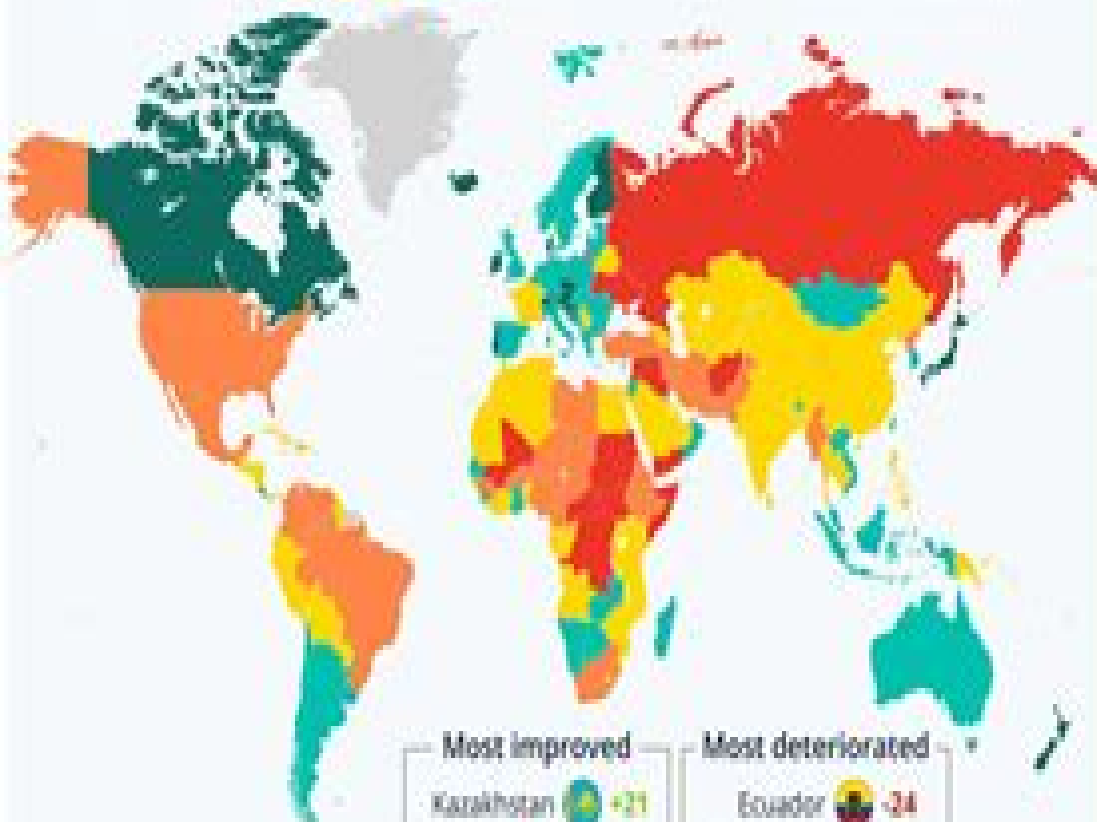 Most improved
Kazakhstan +21
Most deteriorated
Ecuador -24